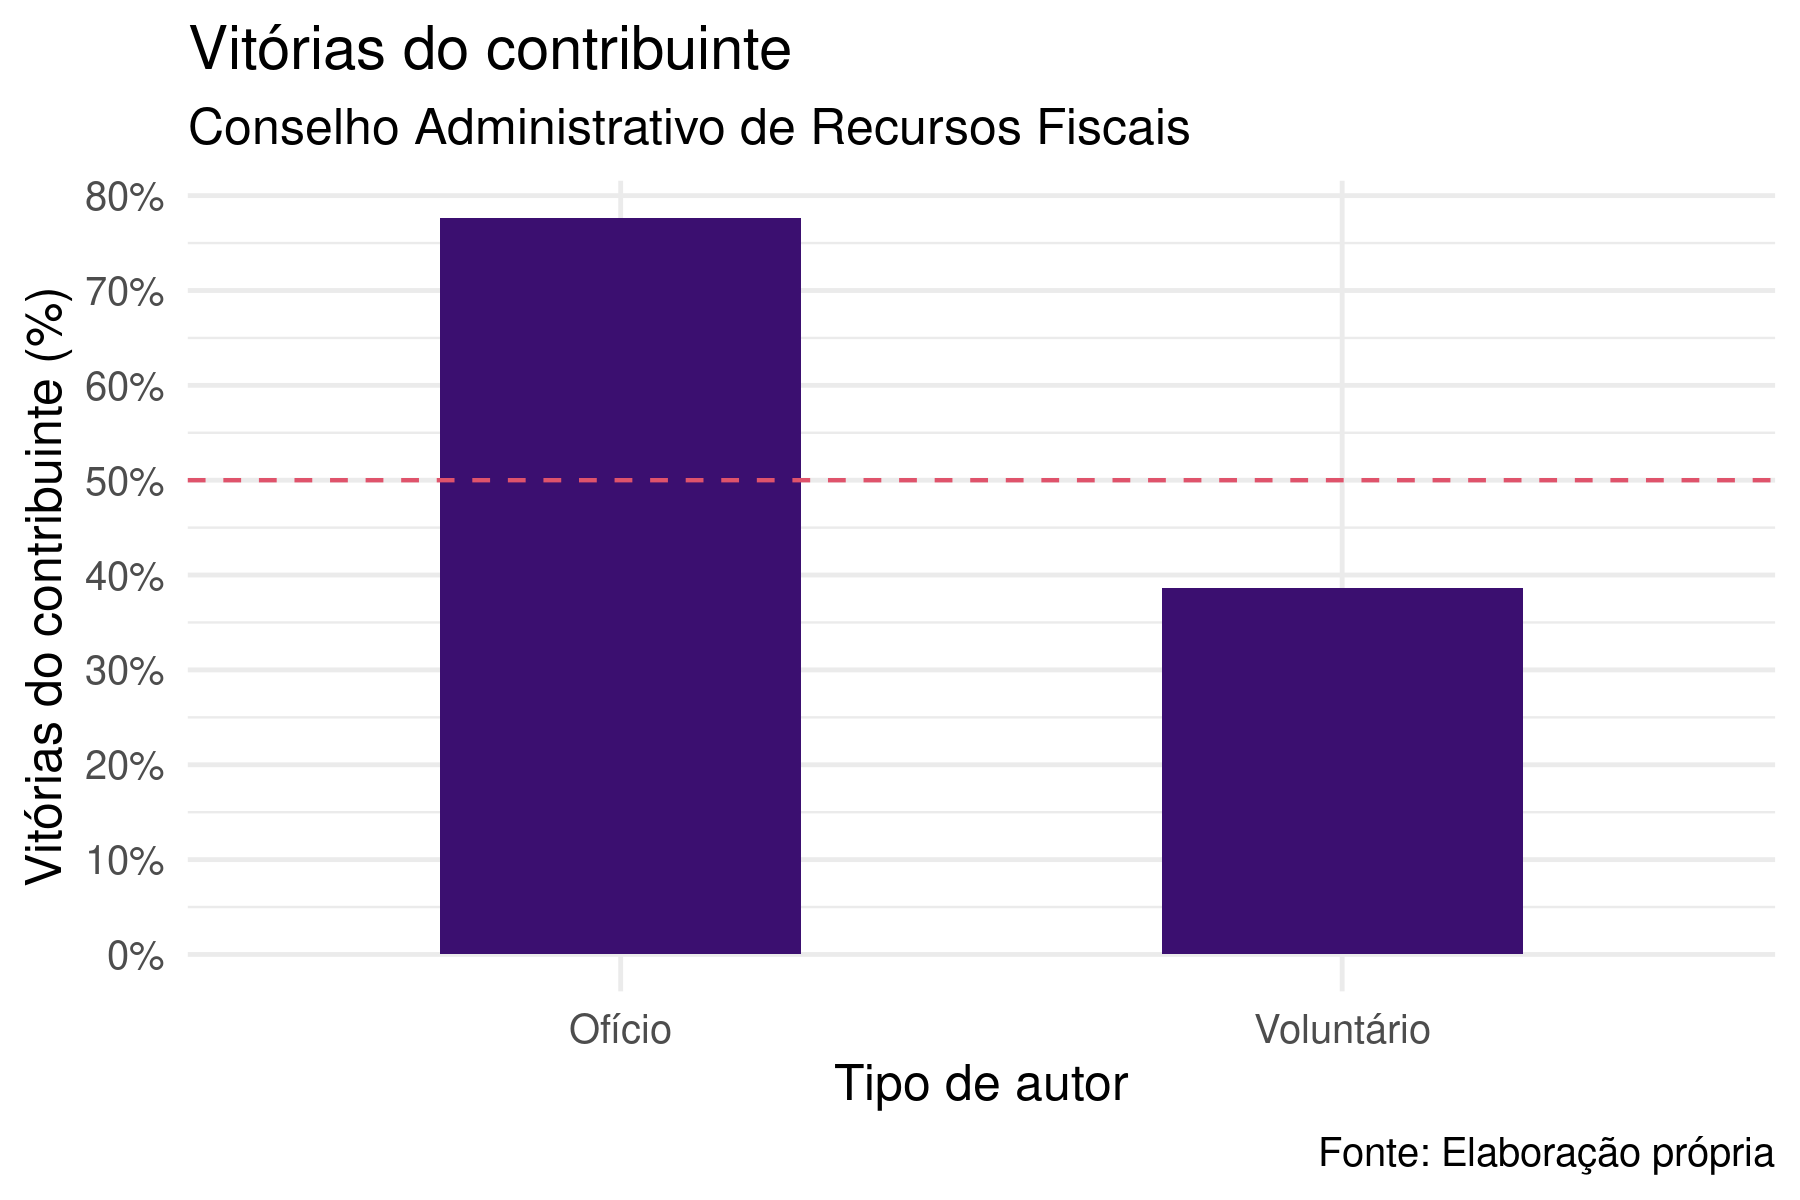 Vitórias do contribuinte
Conselho Administrativo de Recursos Fiscais
Vitórias do contribuinte (%)
80%
70%
60%
50%
40%
30%
20%
10%
0%
Ofício
Voluntário
Tipo de autor
Fonte: Elaboração própria